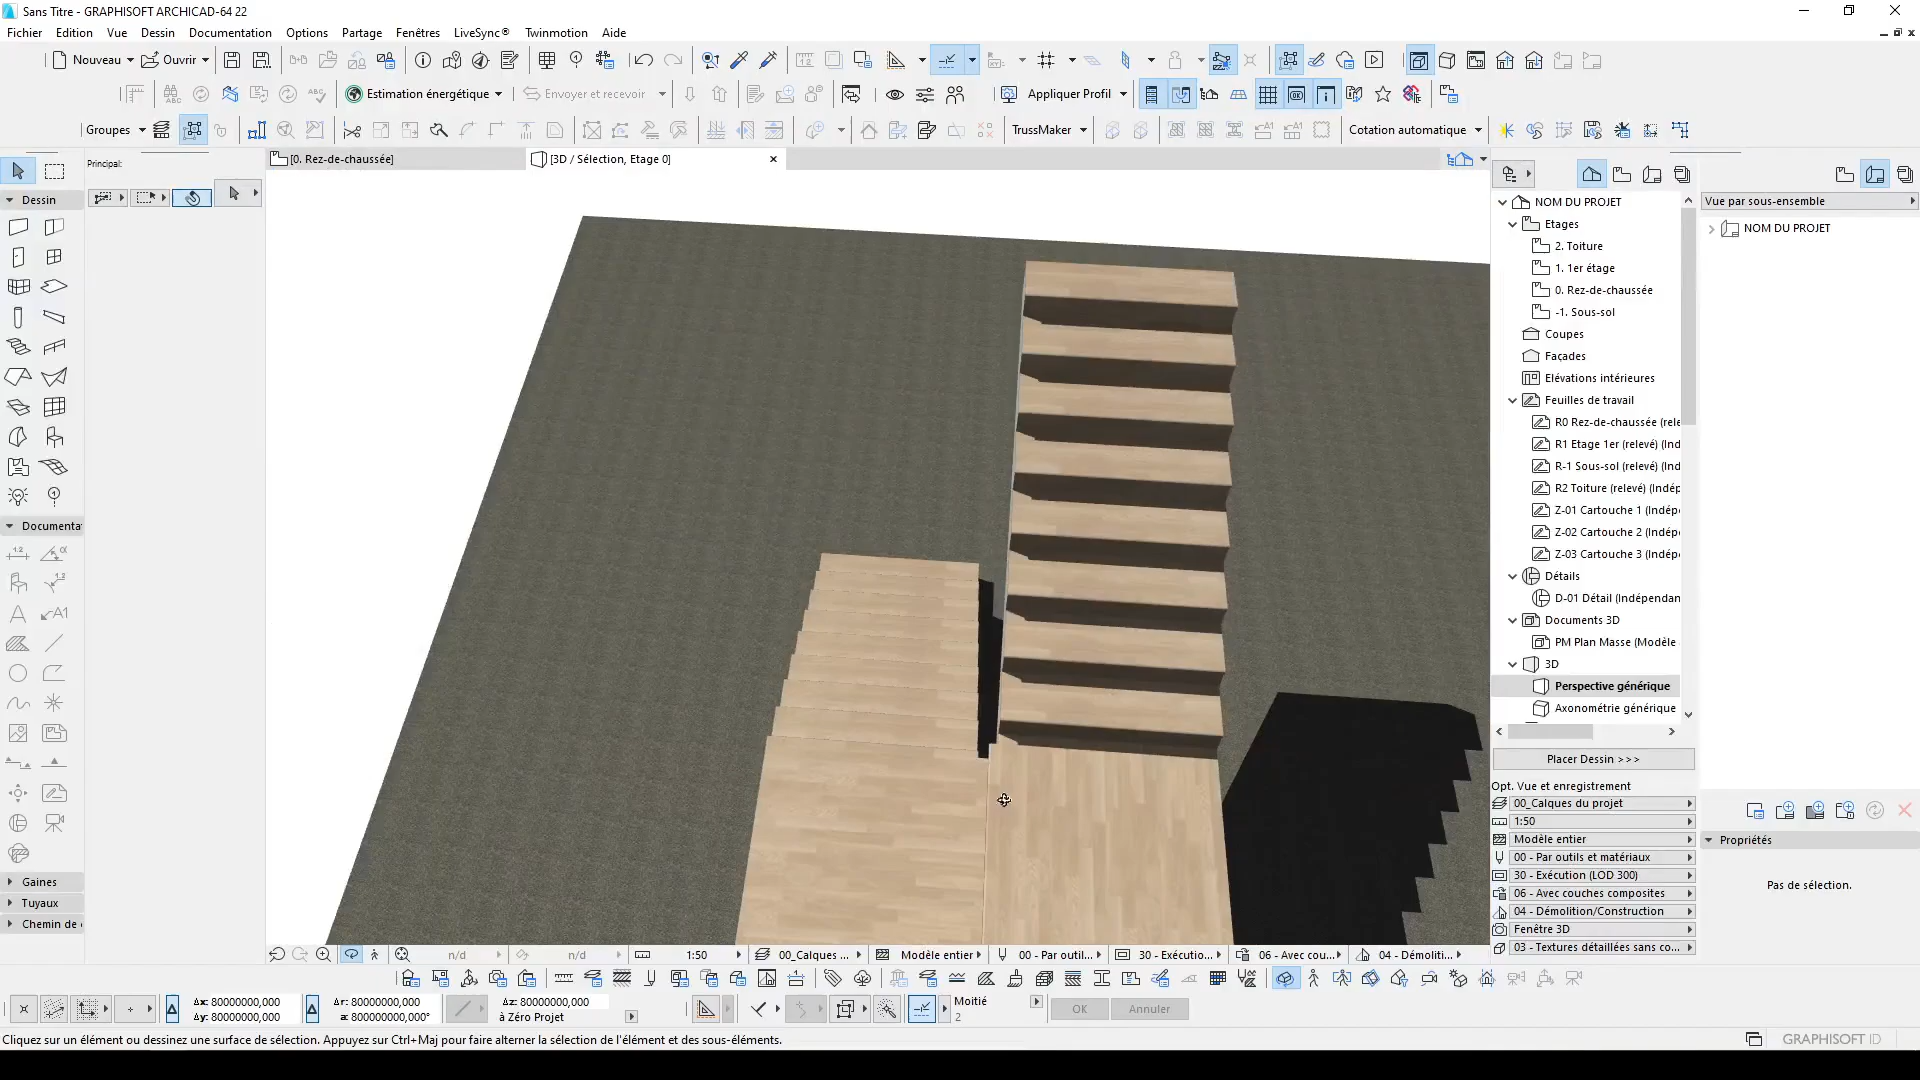 Sans Titre - GRAPHISOFT ARCHICAD-64 22
Fichier Edition Vue Dessin Documentation Options Partage Fenêtres LiveSync® Twinmotion Aide
Nouveau Ouvrir
Estimation énergétique Envoyer et recevoir Appliquer Profil
Groupes TrussMaker Cotation automatique
Principal:
[0. Rez-de-chaussée] [3D / Sélection, Etage 0]
Dessin
Documenta
Gaines
Tuyaux
Chemin de
NOM DU PROJET
Etages
2. Toiture
1. 1er étage
0. Rez-de-chaussée
-1. Sous-sol
Coupes
Façades
Elévations intérieures
Feuilles de travail
R0 Rez-de-chaussée (rele
R1 Etage 1er (relevé) (Ind
R-1 Sous-sol (relevé) (Ind
R2 Toiture (relevé) (Indép
Z-01 Cartouche 1 (Indépe
Z-02 Cartouche 2 (Indépe
Z-03 Cartouche 3 (Indépe
Détails
D-01 Détail (Indépendan
Documents 3D
PM Plan Masse (Modèle
3D
Perspective générique
Axonométrie générique
Placer Dessin >>>
Opt. Vue et enregistrement
00_Calques du projet
1:50
Modèle entier
00 - Par outils et matériaux
30 - Exécution (LOD 300)
06 - Avec couches composites
04 - Démolition/Construction
Fenêtre 3D
03 - Textures détaillées sans co...
Vue par sous-ensemble
NOM DU PROJET
Propriétés
Pas de sélection.
n/d n/d 1:50 00_Calques ... Modèle entier 00 - Par outil... 30 - Exécutio... 06 - Avec cou... 04 - Démoliti...
Δx: 80000000,000 Δr: 80000000,000 Δz: 80000000,000 Moitié
Δy: 80000000,000 a: 800000000,000° à Zéro Projet 2
OK Annuler
Cliquez sur un élément ou dessinez une surface de sélection. Appuyez sur Ctrl+Maj pour faire alterner la sélection de l'élément et des sous-éléments.
GRAPHISOFT ID